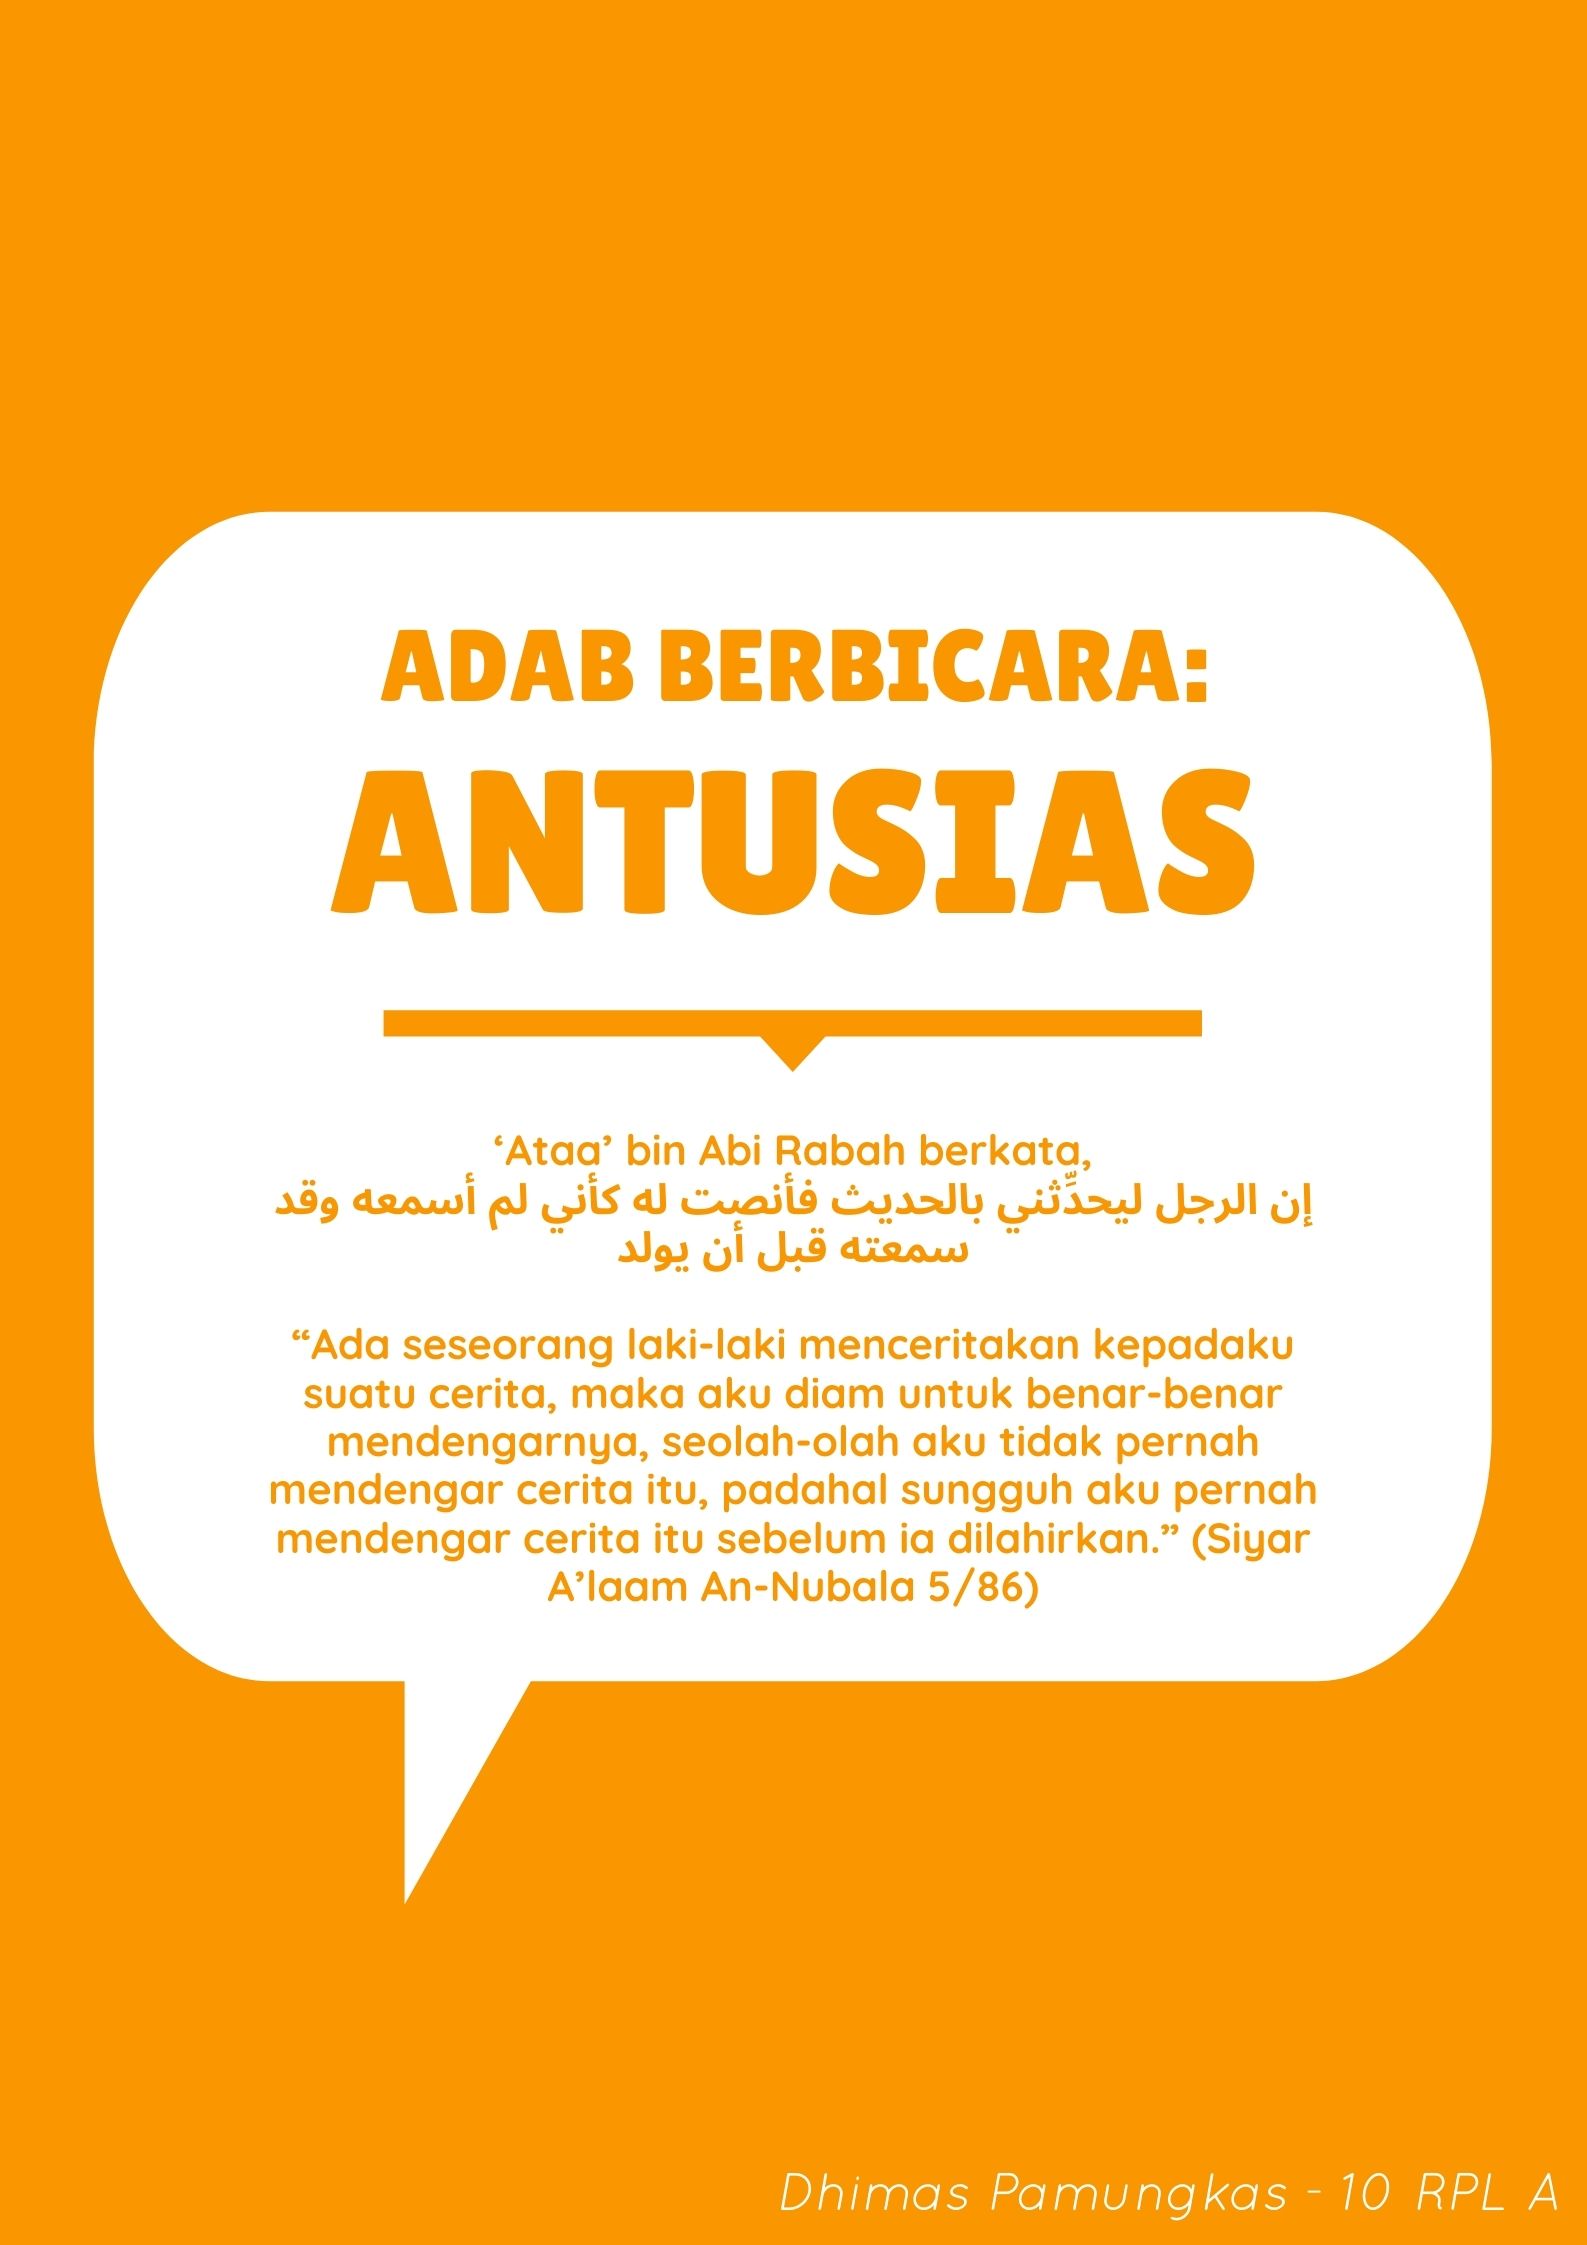 ADAB BERBICARA:
ANTUSIAS
‘Ataa’ bin Abi Rabah berkata,
إن الرجل ليحدِّثني بالحديث فأنصت له كأني لم أسمعه وقد
سمعته قبل أن يولد
“Ada seseorang laki-laki menceritakan kepadaku
suatu cerita, maka aku diam untuk benar-benar
mendengarnya, seolah-olah aku tidak pernah
mendengar cerita itu, padahal sungguh aku pernah
mendengar cerita itu sebelum ia dilahirkan.” (Siyar
A’laam An-Nubala 5/86)
Dhimas Pamungkas - 10 RPL A